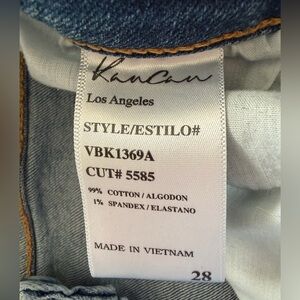 KanCan
Los Angeles
STYLE/ESTILO#
VBK1369A
CUT# 5585
99% COTTON / ALGODON
1% SPANDEX / ELASTANO
MADE IN VIETNAM
28